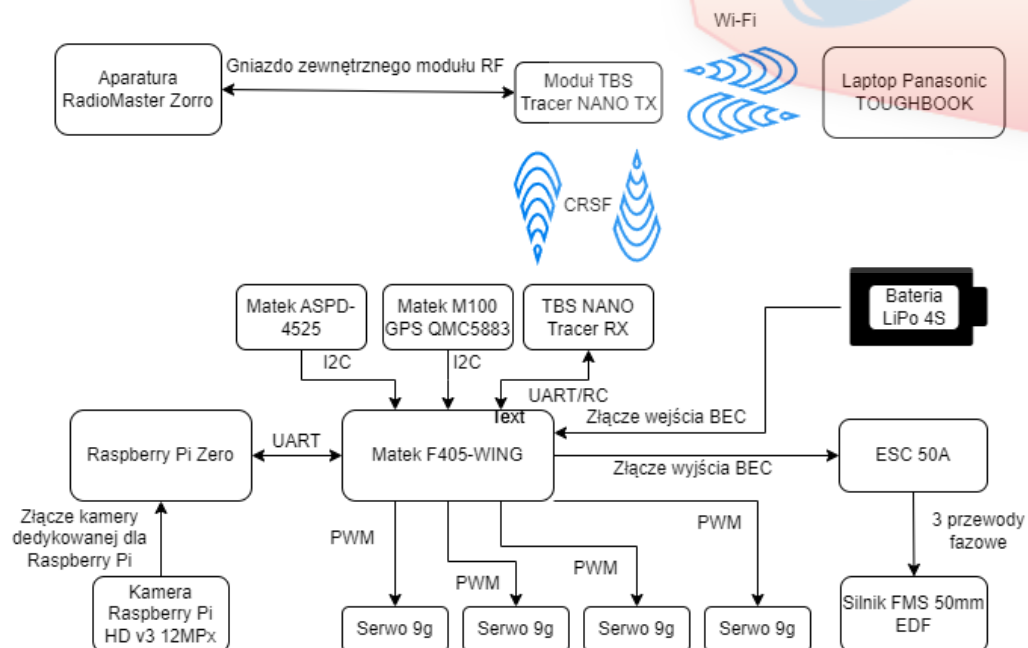 Wi-Fi
Aparatura
RadioMaster Zorro
Gniazdo zewnętrznego modułu RF
Moduł TBS
Tracer NANO TX
Laptop Panasonic
TOUGHBOOK
CRSF
Matek ASPD-
4525
Matek M100
GPS QMC5883
TBS NANO
Tracer RX
Bateria
LiPo 4S
I2C
I2C
UART/RC
Text
Złącze wejścia BEC
Raspberry Pi Zero
UART
Matek F405-WING
Złącze wyjścia BEC
ESC 50A
Złącze kamery
dedykowanej dla
Raspberry Pi
PWM
PWM
PWM
PWM
3 przewody
fazowe
Kamera
Raspberry Pi
HD v3 12MPx
Serwo 9g
Serwo 9g
Serwo 9g
Serwo 9g
Silnik FMS 50mm
EDF